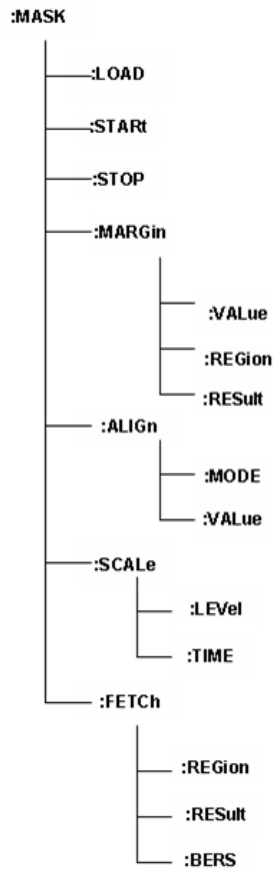 :MASK
:LOAD
:STARt
:STOP
:MARGin
:VALue
:REGion
:RESult
:ALIGn
:MODE
:VALue
:SCALe
:LEVel
:TIME
:FETCh
:REGion
:RESult
:BERS